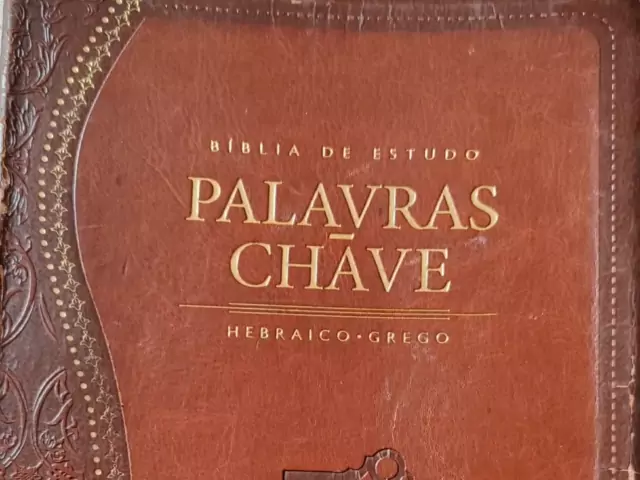 BÍBLIA DE ESTUDO
PALAVRAS-
CHAVE
HEBRAICO • GREGO